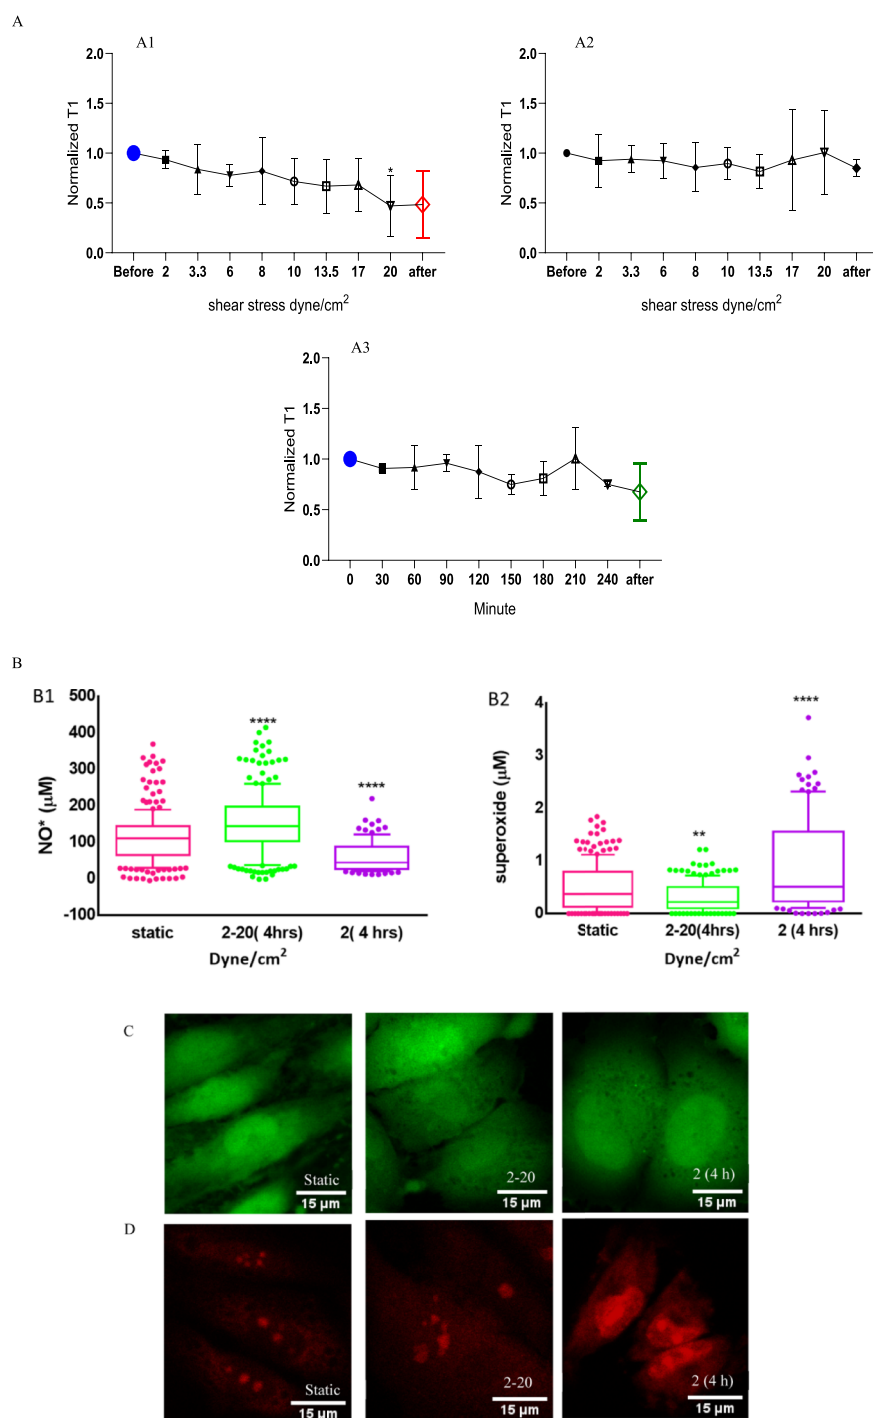 A
A1
2.0
1.5
1.0
0.5
0.0
Normalized T1
Before 2 3.3 6 8 10 13.5 17 20 after
shear stress dyne/cm²
*
A2
2.0
1.5
1.0
0.5
0.0
Normalized T1
Before 2 3.3 6 8 10 13.5 17 20 after
shear stress dyne/cm²
A3
2.0
1.5
1.0
0.5
0.0
Normalized T1
0 30 60 90 120 150 180 210 240 after
Minute
B
B1
500
400
300
200
100
0
-100
NO* (µM)
****
****
static 2-20( 4hrs) 2( 4 hrs)
Dyne/cm²
B2
4
3
2
1
0
superoxide (µM)
**
****
Static 2-20(4hrs) 2 (4 hrs)
Dyne/cm²
C
Static
15 µm
2-20
15 µm
2 (4 h)
15 µm
D
Static
15 µm
2-20
15 µm
2 (4 h)
15 µm